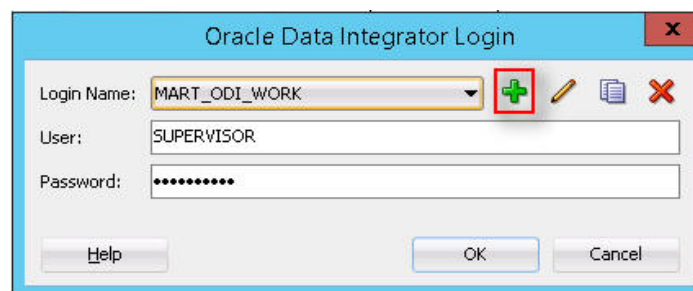 Oracle Data Integrator Login
x
Login Name: MART_ODI_WORK
User: SUPERVISOR
Password: ••••••••••
Help OK Cancel